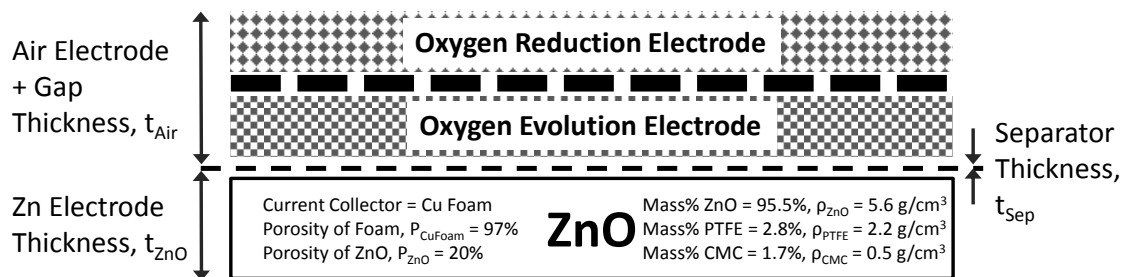 Air Electrode
+ Gap
Thickness, tAir
Oxygen Reduction Electrode
Oxygen Evolution Electrode
Separator
Thickness,
tSep
Zn Electrode
Thickness, tZnO
Current Collector = Cu Foam
Porosity of Foam, PCuFoam = 97%
Porosity of ZnO, PZnO = 20%
ZnO
Mass% ZnO = 95.5%, ρZnO = 5.6 g/cm³
Mass% PTFE = 2.8%, ρPTFE = 2.2 g/cm³
Mass% CMC = 1.7%, ρCMC = 0.5 g/cm³